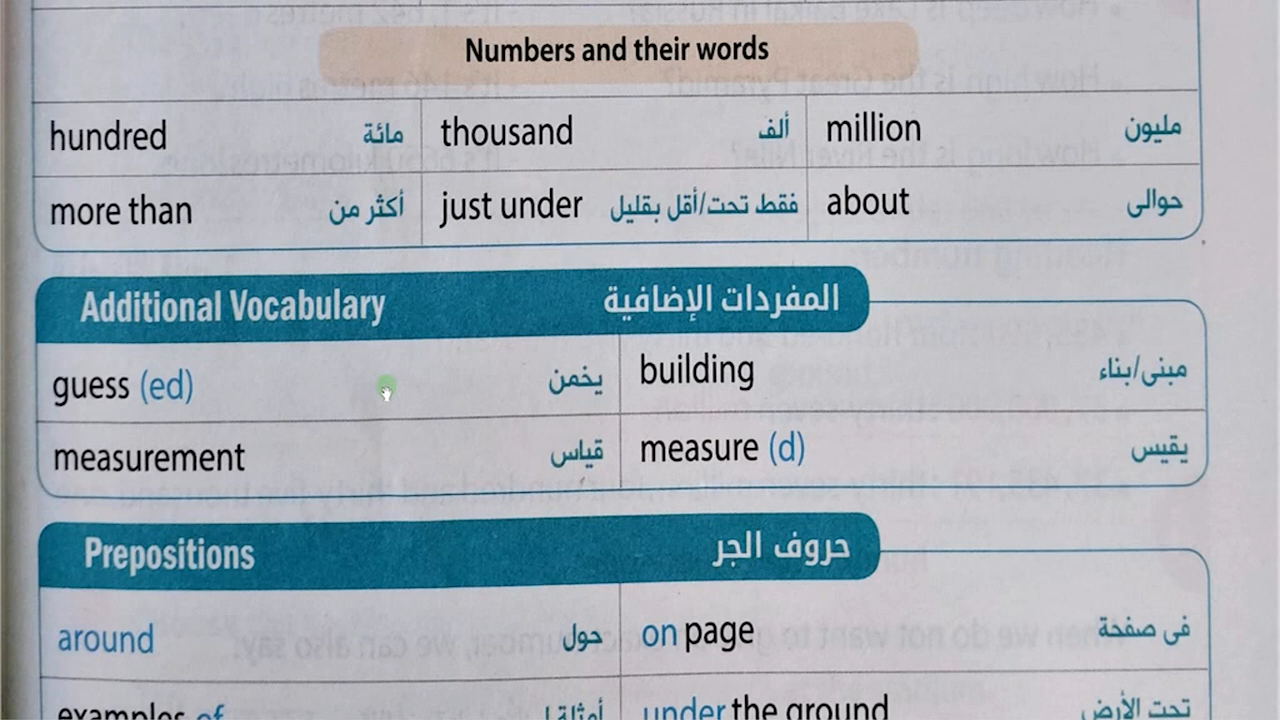 Numbers and their words
hundred مائة thousand ألف million مليون
more than أكثر من just under فقط تحت/أقل بقليل about حوالى
Additional Vocabulary المفردات الإضافية
guess (ed) يخمن building مبنى/بناء
measurement قياس measure (d) يقيس
Prepositions حروف الجر
around حول on page فى صفحة
examples of under the ground تحت الأرض